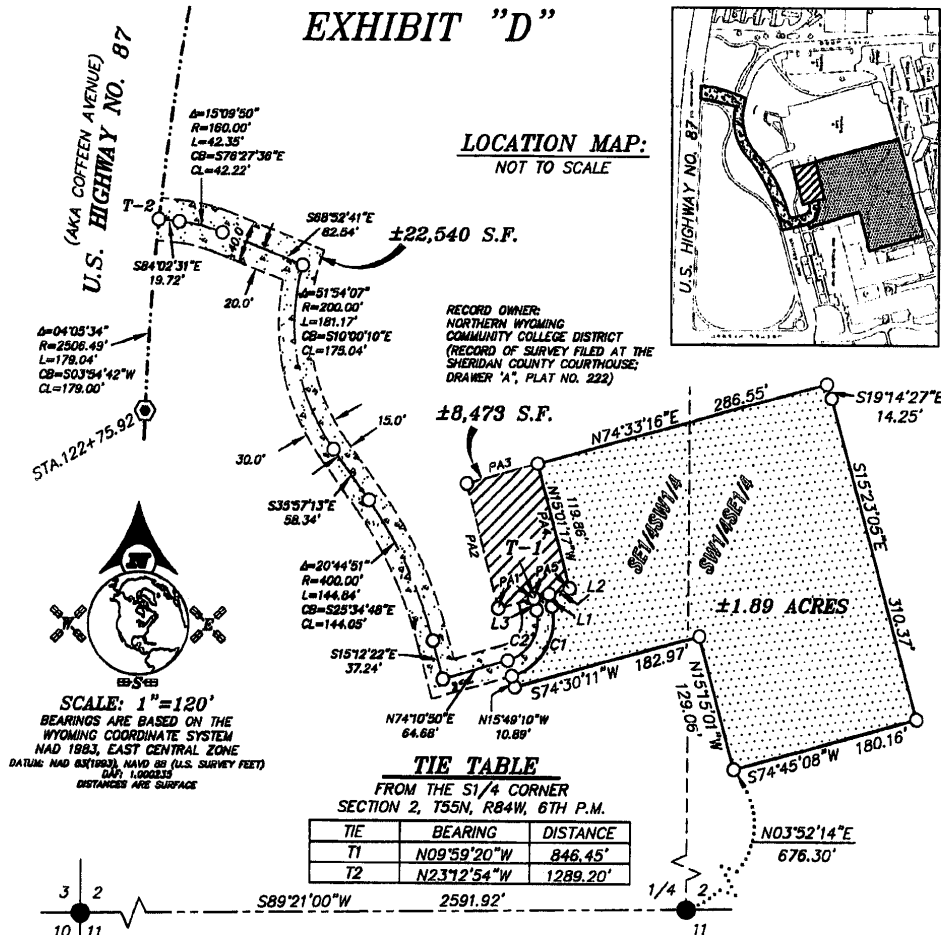 EXHIBIT "D"
(AKA COFFEEN AVENUE)
U.S. HIGHWAY NO. 87
Δ=15°09'50"
R=160.00'
L=42.35'
CB=S76°27'36"E
CL=42.22'
LOCATION MAP:
NOT TO SCALE
U.S. HIGHWAY NO. 87
T-2
40.0'
S68°52'41"E
82.54'
±22,540 S.F.
S84°02'31"E
19.72'
20.0'
Δ=51°54'07"
R=200.00'
L=181.17'
CB=S10°00'10"E
CL=175.04'
RECORD OWNER:
NORTHERN WYOMING
COMMUNITY COLLEGE DISTRICT
(RECORD OF SURVEY FILED AT THE
SHERIDAN COUNTY COURTHOUSE;
DRAWER 'A', PLAT NO. 222)
Δ=04°05'34"
R=2506.49'
L=179.04'
CB=S03°54'42"W
CL=179.00'
STA.122+75.92
±8,473 S.F.
N74°33'16"E
286.55'
S19°14'27"E
14.25'
15.0'
30.0'
PA3
N15°01'17"W
119.86'
PA4
PA2
SE1/4SW1/4
SW1/4SE1/4
S15°23'05"E
310.37'
S35°57'13"E
58.34'
T-1
PA1
PA5
L2
L1
L3
C2
C1
±1.89 ACRES
Δ=20°44'51"
R=400.00'
L=144.84'
CB=S25°34'48"E
CL=144.05'
S15°12'22"E
37.24'
N74°10'50"E
64.68'
N15°49'10"W
10.89'
S74°30'11"W
182.97'
N15°15'01"W
129.06'
S74°45'08"W
180.16'
N
W
E
S
SCALE: 1"=120'
BEARINGS ARE BASED ON THE
WYOMING COORDINATE SYSTEM
NAD 1983, EAST CENTRAL ZONE
DATUM: NAD 83(1993), NAVD 88 (U.S. SURVEY FEET)
DAF: 1.000235
DISTANCES ARE SURFACE
TIE TABLE
FROM THE S1/4 CORNER
SECTION 2, T55N, R84W, 6TH P.M.
TIE BEARING DISTANCE
T1 N09°59'20"W 846.45'
T2 N23°12'54"W 1289.20'
N03°52'14"E
676.30'
3 2
10 11
S89°21'00"W 2591.92'
1/4 2
11